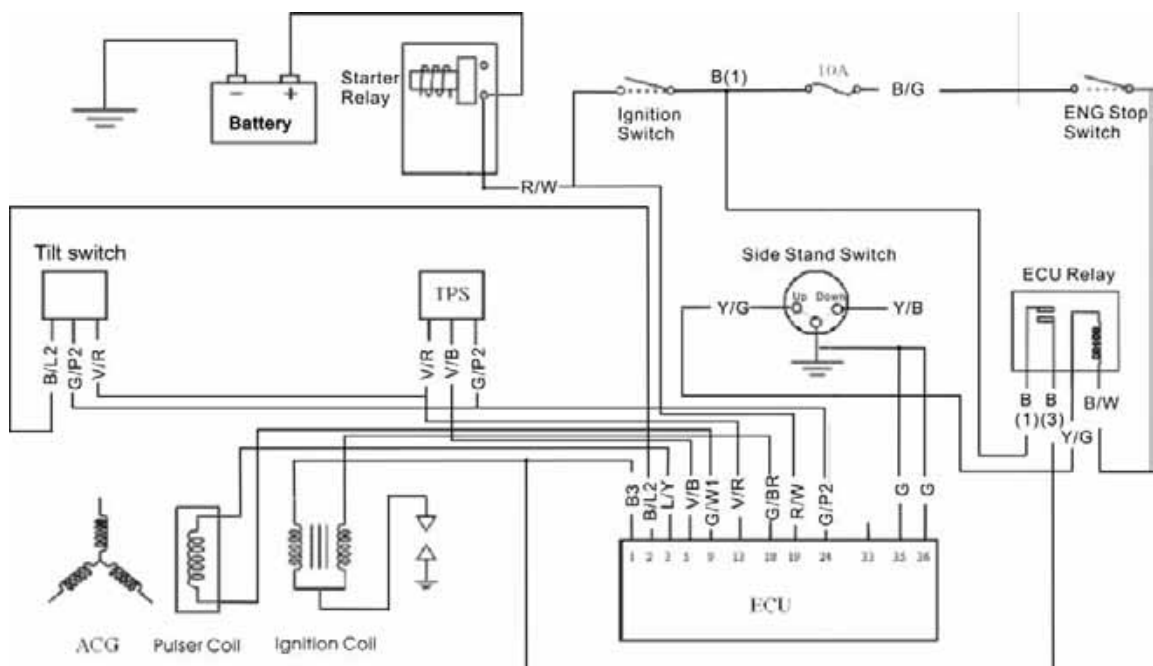 Battery
- +
Starter Relay
R/W
Ignition Switch
B(1)
10A
B/G
ENG Stop Switch
Tilt switch
B/L2
G/P2
V/R
TPS
V/R
V/B
G/P2
Side Stand Switch
Up Down
Y/G
Y/B
ECU Relay
B (1)
B (3)
Y/G
B/W
B3
B/L2
L/Y
V/B
G/W1
V/R
G/BR
R/W
G/P2
G
G
1 2 3 5 9 13 18 19 24 33 35 36
ECU
ACG
Pulser Coil
Ignition Coil